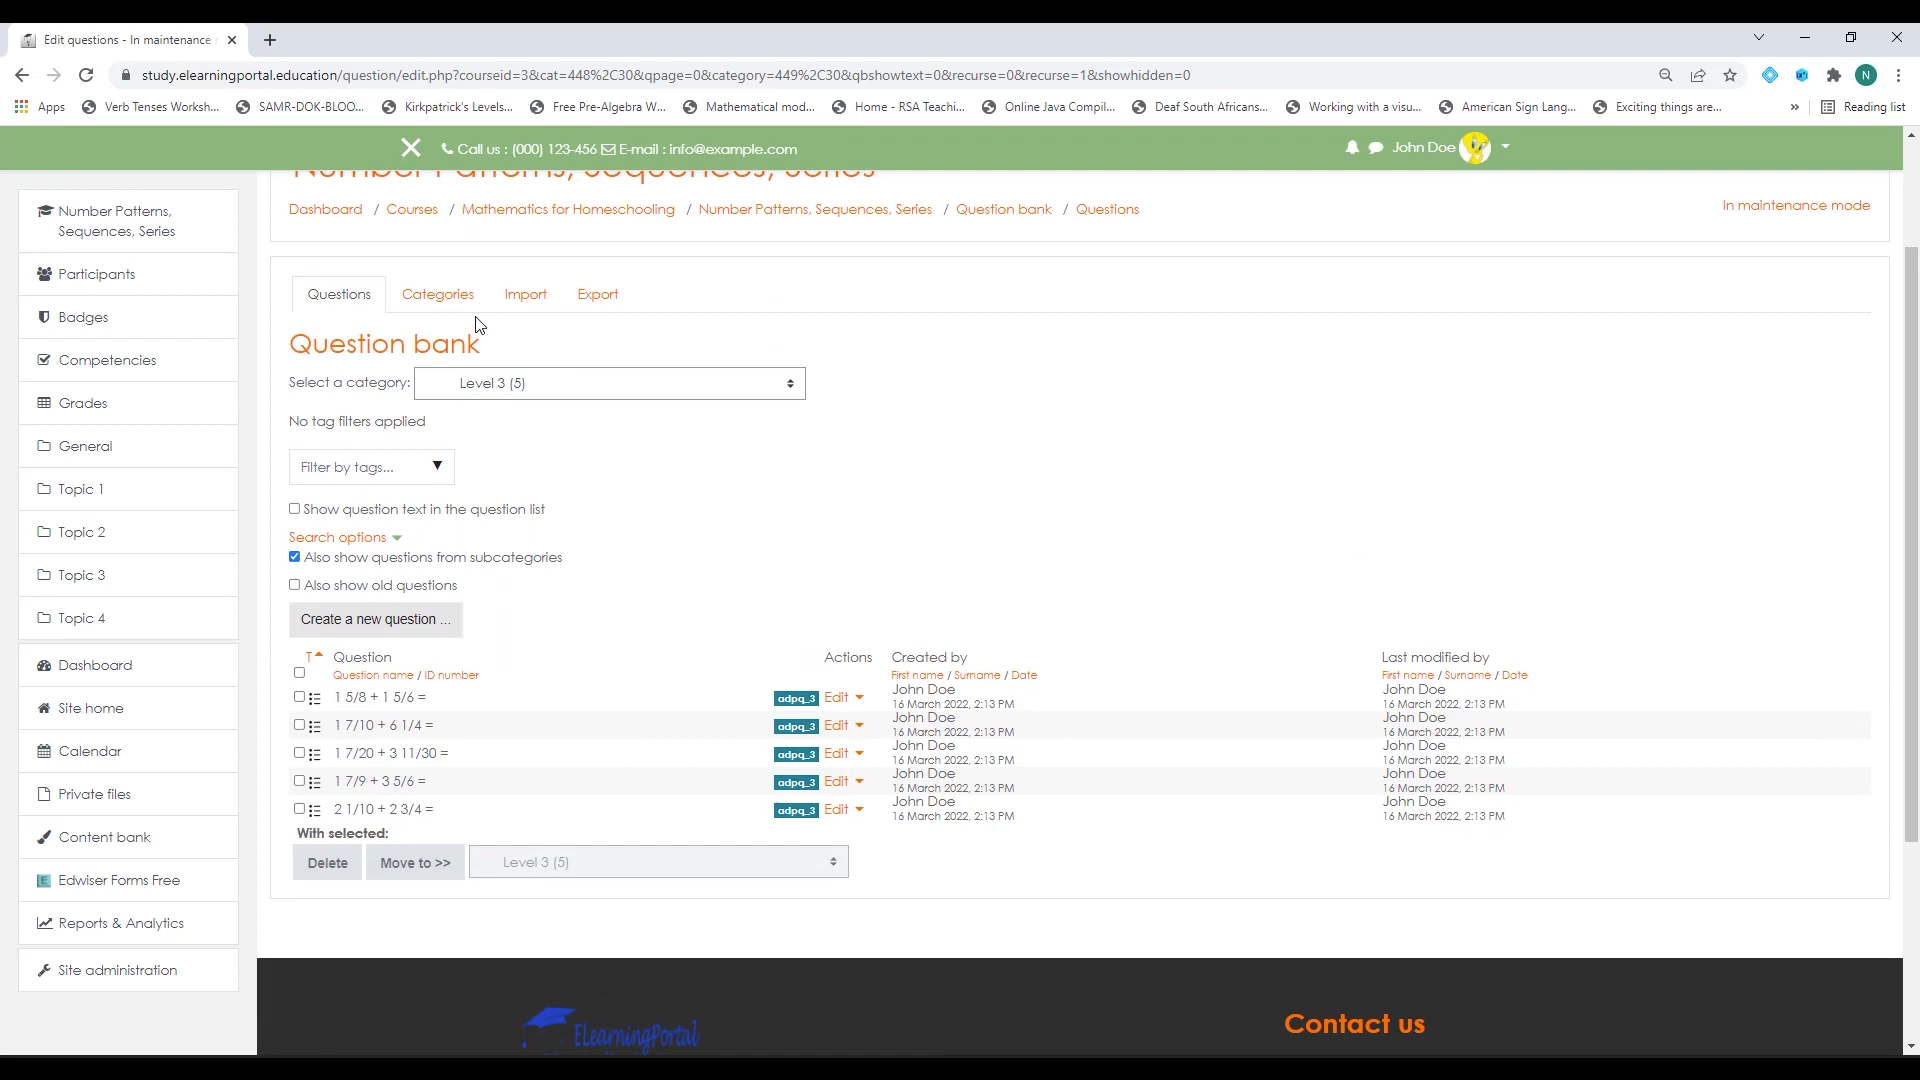 Edit questions - In maintenance
study.elearningportal.education/question/edit.php?courseid=3&cat=448%2C30&qpage=0&category=449%2C30&qbshowtext=0&recurse=0&recurse=1&showhidden=0
N
Apps Verb Tenses Worksh... SAMR-DOK-BLOO... Kirkpatrick's Levels... Free Pre-Algebra W... Mathematical mod... Home - RSA Teachi... Online Java Compil... Deaf South Africans... Working with a visu... American Sign Lang... Exciting things are... » Reading list
Call us : (000) 123-456 E-mail : info@example.com John Doe
Number Patterns, Sequences, Series
Dashboard / Courses / Mathematics for Homeschooling / Number Patterns, Sequences, Series / Question bank / Questions
In maintenance mode
Number Patterns, Sequences, Series
Participants
Badges
Competencies
Grades
General
Topic 1
Topic 2
Topic 3
Topic 4
Dashboard
Site home
Calendar
Private files
Content bank
Edwiser Forms Free
Reports & Analytics
Site administration
Questions Categories Import Export
Question bank
Select a category: Level 3 (5)
No tag filters applied
Filter by tags... ▼
Show question text in the question list
Search options
Also show questions from subcategories
Also show old questions
Create a new question ...
T Question Actions Created by Last modified by
Question name / ID number First name / Surname / Date First name / Surname / Date
1 5/8 + 1 5/6 = adpq_3 Edit John Doe John Doe
16 March 2022, 2:13 PM 16 March 2022, 2:13 PM
1 7/10 + 6 1/4 = adpq_3 Edit John Doe John Doe
16 March 2022, 2:13 PM 16 March 2022, 2:13 PM
1 7/20 + 3 11/30 = adpq_3 Edit John Doe John Doe
16 March 2022, 2:13 PM 16 March 2022, 2:13 PM
1 7/9 + 3 5/6 = adpq_3 Edit John Doe John Doe
16 March 2022, 2:13 PM 16 March 2022, 2:13 PM
2 1/10 + 2 3/4 = adpq_3 Edit John Doe John Doe
16 March 2022, 2:13 PM 16 March 2022, 2:13 PM
With selected:
Delete Move to >> Level 3 (5)
ELearningPortal
Contact us